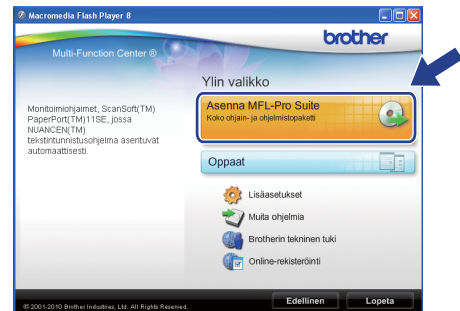 Macromedia Flash Player 8
brother
Multi-Function Center ®
Ylin valikko
Asenna MFL-Pro Suite
Koko ohjain- ja ohjelmistopaketti
Monitoimiohjaimet, ScanSoft(TM)
PaperPort(TM)11SE, jossa
NUANCEN(TM)
tekstintunnistusohjelma asentuvat
automaattisesti.
Oppaat
Lisäasetukset
Muita ohjelmia
Brotherin tekninen tuki
Online-rekisteröinti
© 2001-2010 Brother Industries, Ltd. All Rights Reserved.
Edellinen
Lopeta